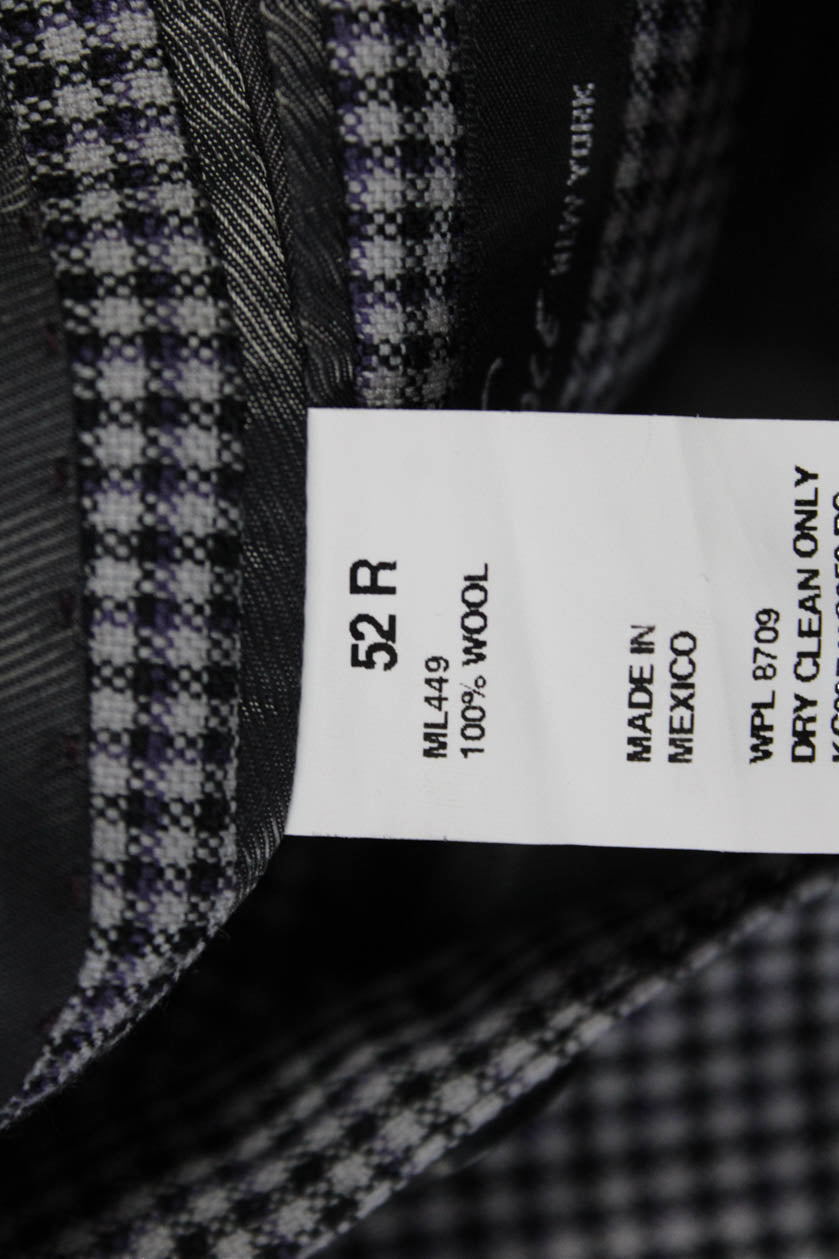 NEW YORK
52 R
ML449
100% WOOL
MADE IN
MEXICO
WPL 8709
DRY CLEAN ONLY